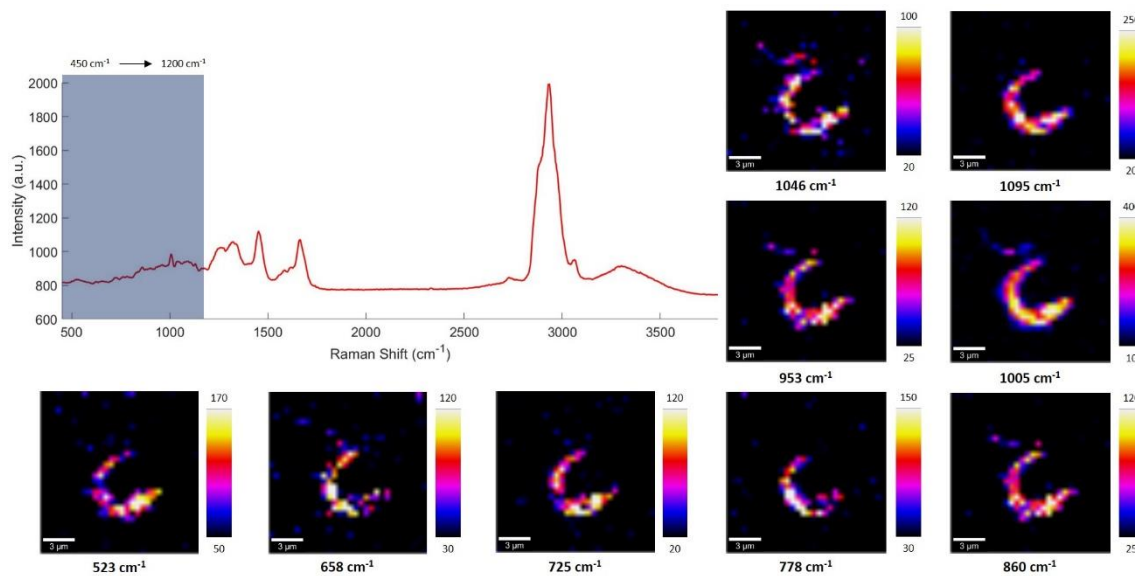 450 cm-1 → 1200 cm-1
Intensity (a.u.)
2000
1800
1600
1400
1200
1000
800
600
500 1000 1500 2000 2500 3000 3500
Raman Shift (cm-1)
100
20
3 µm
1046 cm-1
250
3 µm
1095 cm-1
120
25
3 µm
953 cm-1
400
3 µm
1005 cm-1
170
50
3 µm
523 cm-1
120
30
3 µm
658 cm-1
120
20
3 µm
725 cm-1
150
30
3 µm
778 cm-1
3 µm
860 cm-1